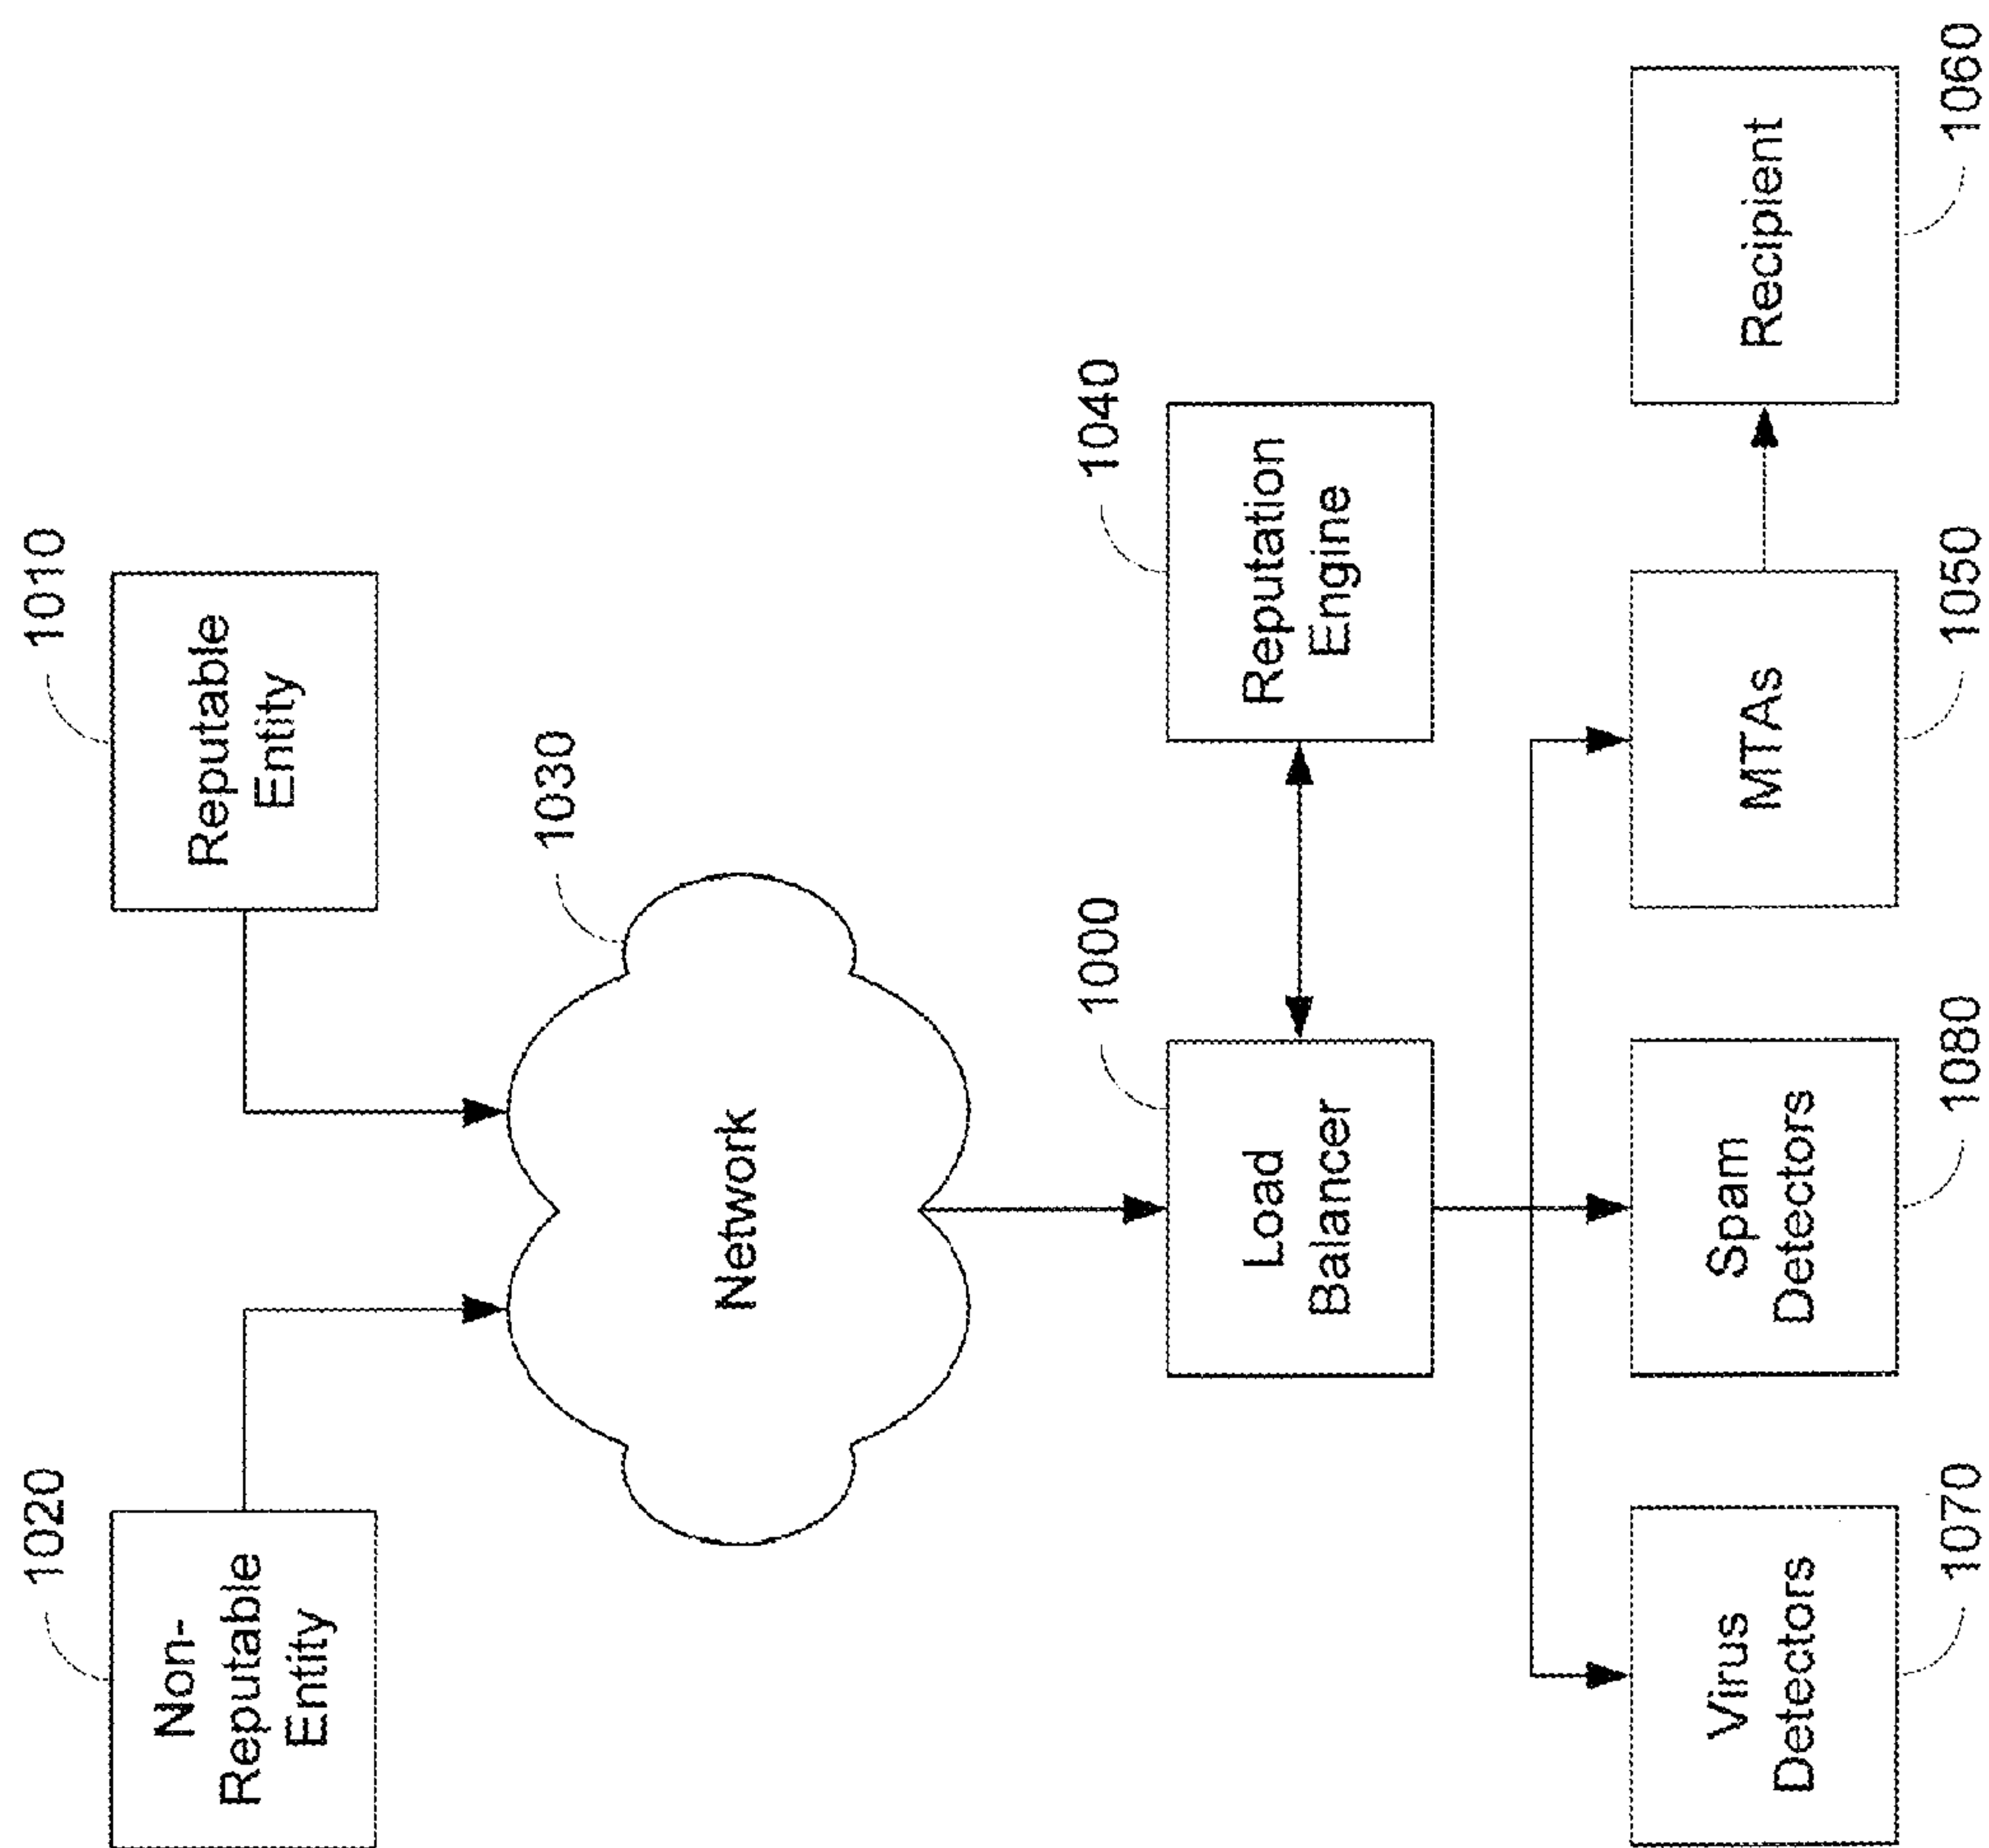 1020
Non-
Reputable
Entity
1010
Reputable
Entity
1030
Network
1000
Load
Balancer
1040
Reputation
Engine
Virus
Detectors
1070
Spam
Detectors
1080
MTAs
1050
Recipient
1060